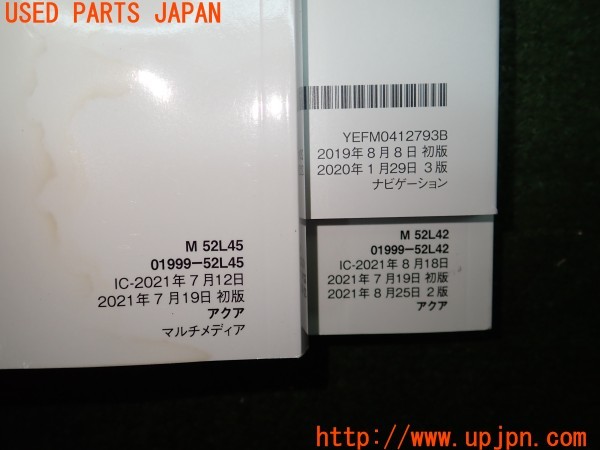 USED PARTS JAPAN
YEFM0412793B
2019年8月8日 初版
2020年1月29日 3版
ナビゲーション
M 52L45
01999-52L45
IC-2021年7月12日
2021年7月19日 初版
アクア
マルチメディア
M 52L42
01999-52L42
IC-2021年8月18日
2021年7月19日 初版
2021年8月25日 2版
アクア
http://www.upjpn.com/